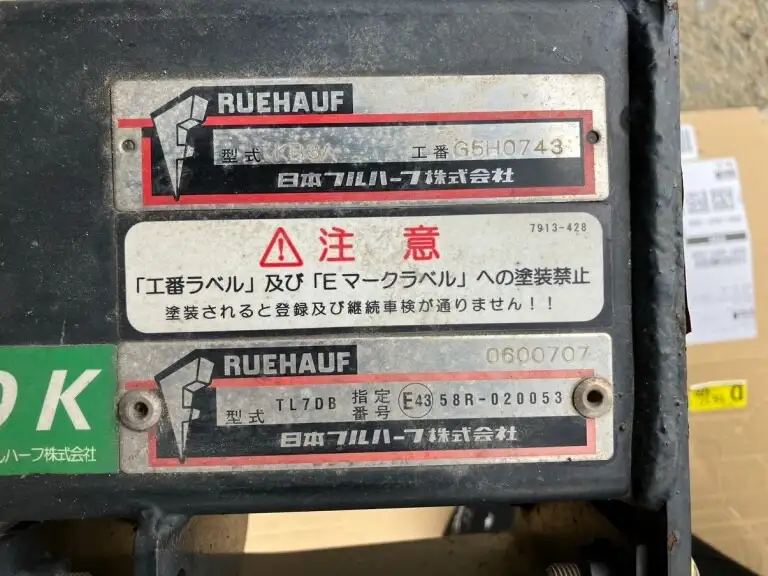 FRUEHAUF
型式 KB3A 工番 G5H0743
日本フルハーフ株式会社
7913-428
注意
「工番ラベル」及び「Eマークラベル」への塗装禁止
塗装されると登録及び継続車検が通りません!!
FRUEHAUF
0600707
型式 TL7DB 指定番号 E43 58R-020053
日本フルハーフ株式会社
OK
ルハーフ株式会社